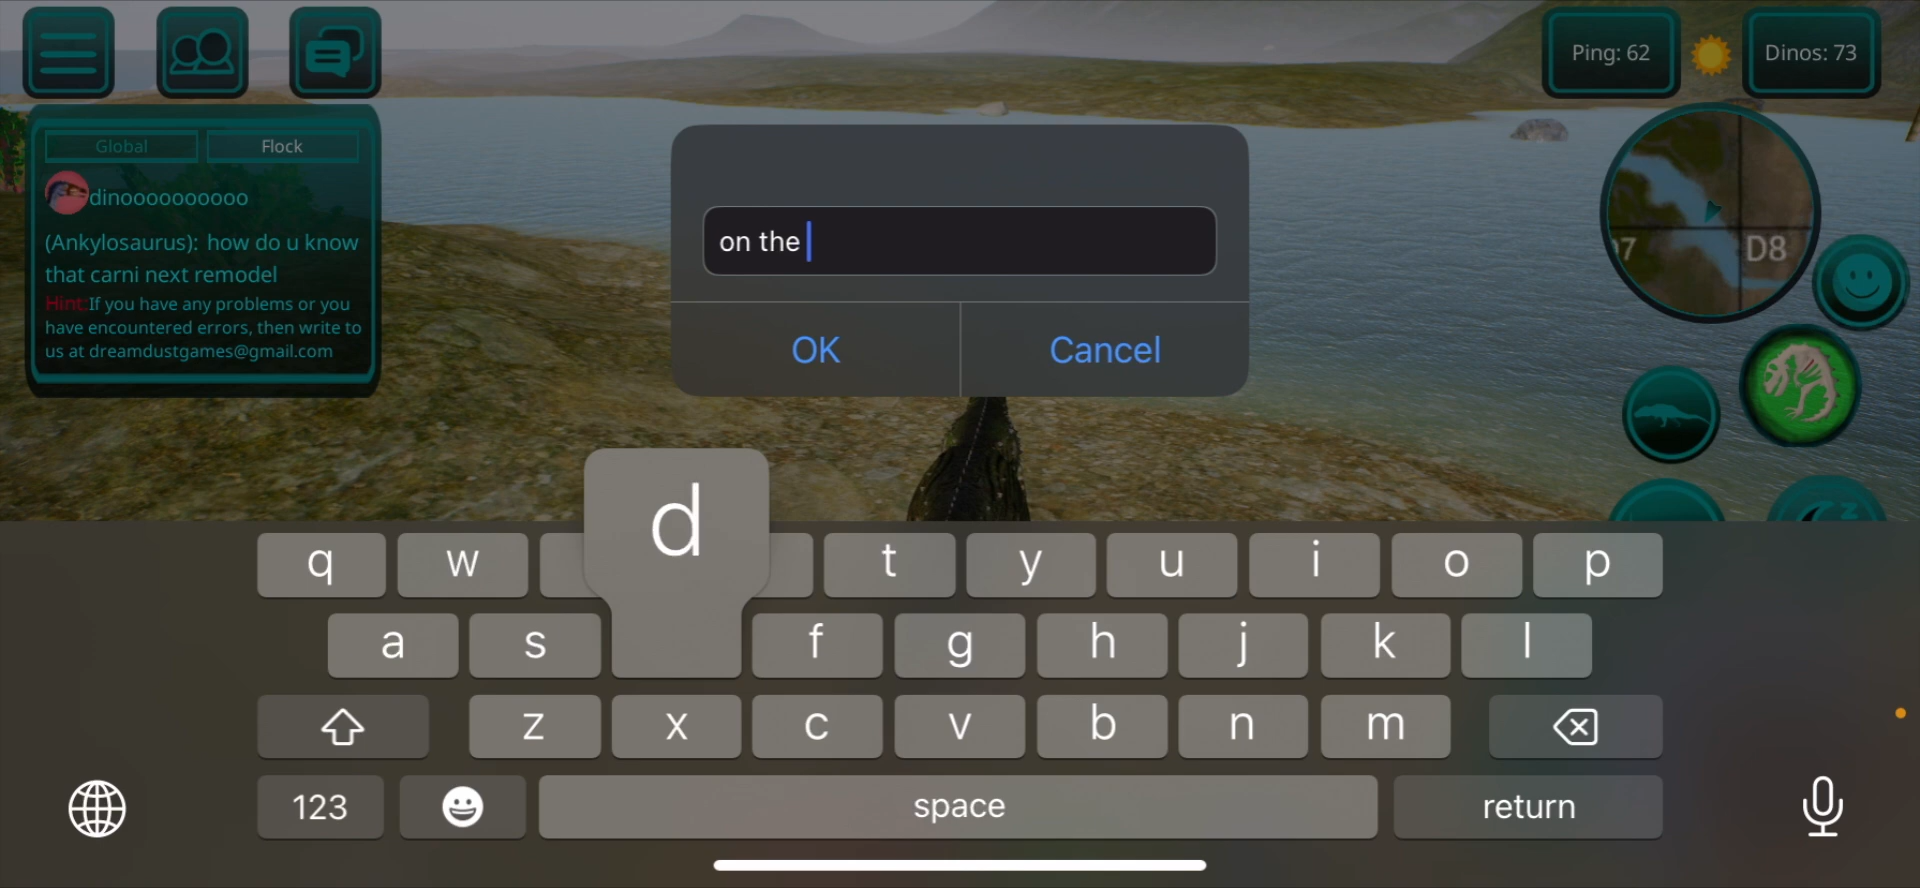 Ping: 62
Dinos: 73
Global
Flock
dinoooooooooo
(Ankylosaurus): how do u know
that carni next remodel
Hint:If you have any problems or you
have encountered errors, then write to
us at dreamdustgames@gmail.com
D8
on the
OK
Cancel
d
q w t y u i o p
a s f g h j k l
z x c v b n m
123
space
return